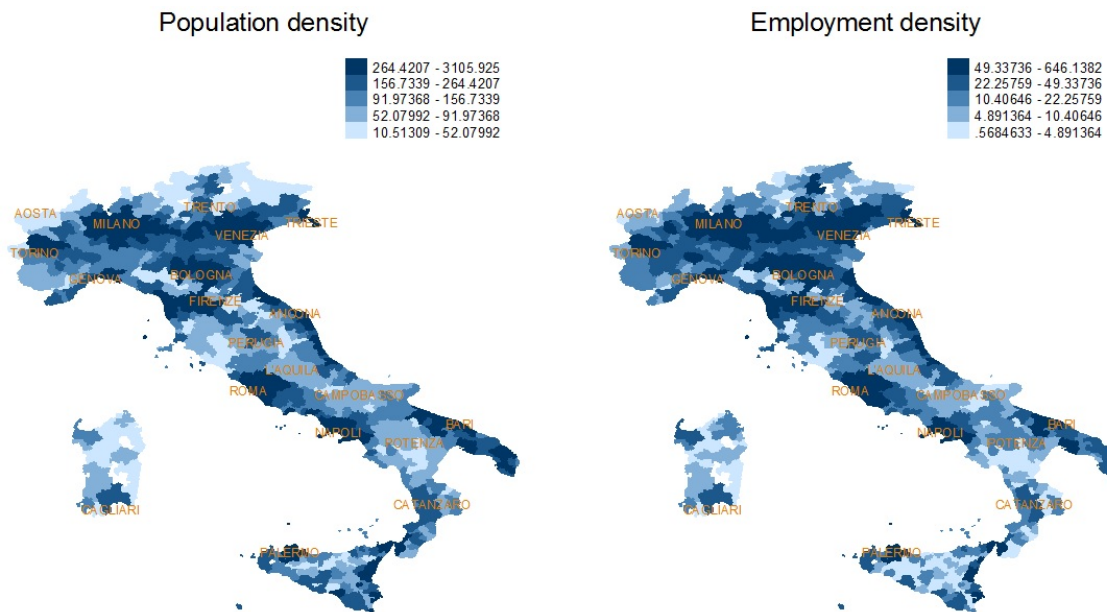 Population density
264.4207 - 3105.925
156.7339 - 264.4207
91.97368 - 156.7339
52.07992 - 91.97368
10.51309 - 52.07992
AOSTA
MILANO
TRENTO
TRIESTE
VENEZIA
TORINO
GENOVA
BOLOGNA
FIRENZE
ANCONA
PERUGIA
L'AQUILA
ROMA
CAMPOBASSO
NAPOLI
BARI
POTENZA
CAGLIARI
CATANZARO
PALERMO
Employment density
49.33736 - 646.1382
22.25759 - 49.33736
10.40646 - 22.25759
4.891364 - 10.40646
.5684633 - 4.891364
AOSTA
MILANO
TRENTO
TRIESTE
VENEZIA
TORINO
GENOVA
BOLOGNA
FIRENZE
ANCONA
PERUGIA
L'AQUILA
ROMA
CAMPOBASSO
NAPOLI
BARI
POTENZA
CAGLIARI
CATANZARO
PALERMO